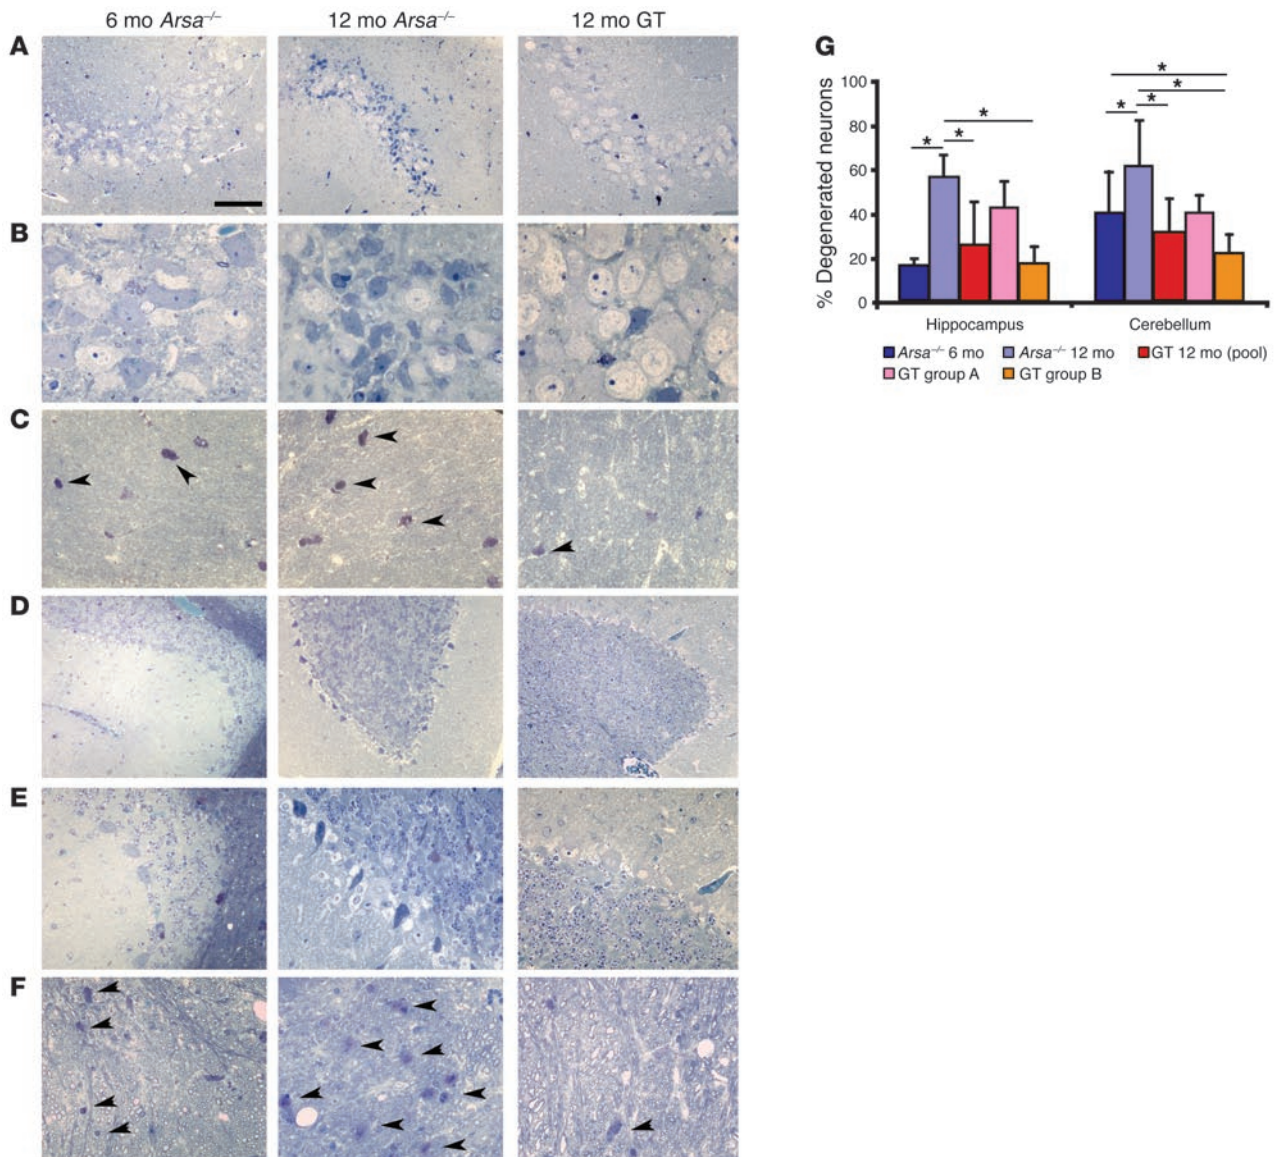 6 mo Arsa⁻/⁻ 12 mo Arsa⁻/⁻ 12 mo GT
A
B
C
D
E
F
G
% Degenerated neurons
100
80
60
40
20
0
* * *
* * * *
Hippocampus Cerebellum
Arsa⁻/⁻ 6 mo Arsa⁻/⁻ 12 mo GT 12 mo (pool)
GT group A GT group B